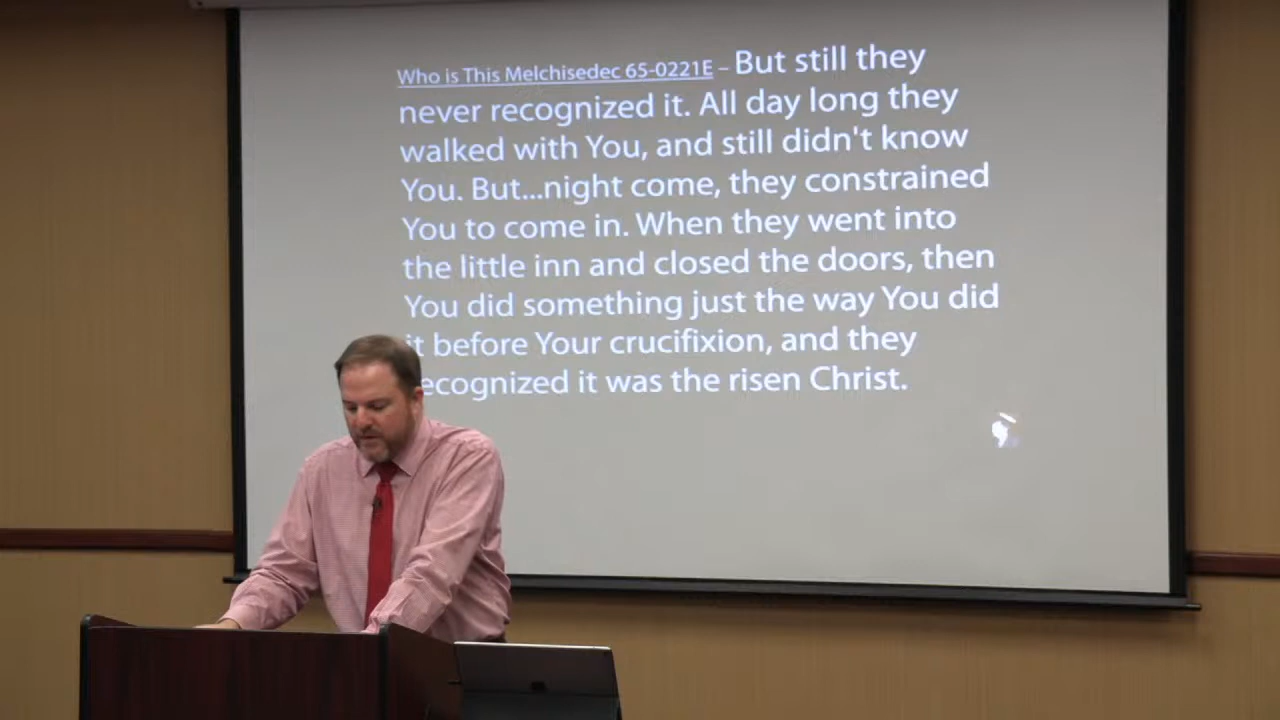 Who is This Melchisedec 65-0221E – But still they
never recognized it. All day long they
walked with You, and still didn't know
You. But...night come, they constrained
You to come in. When they went into
the little inn and closed the doors, then
You did something just the way You did
it before Your crucifixion, and they
recognized it was the risen Christ.